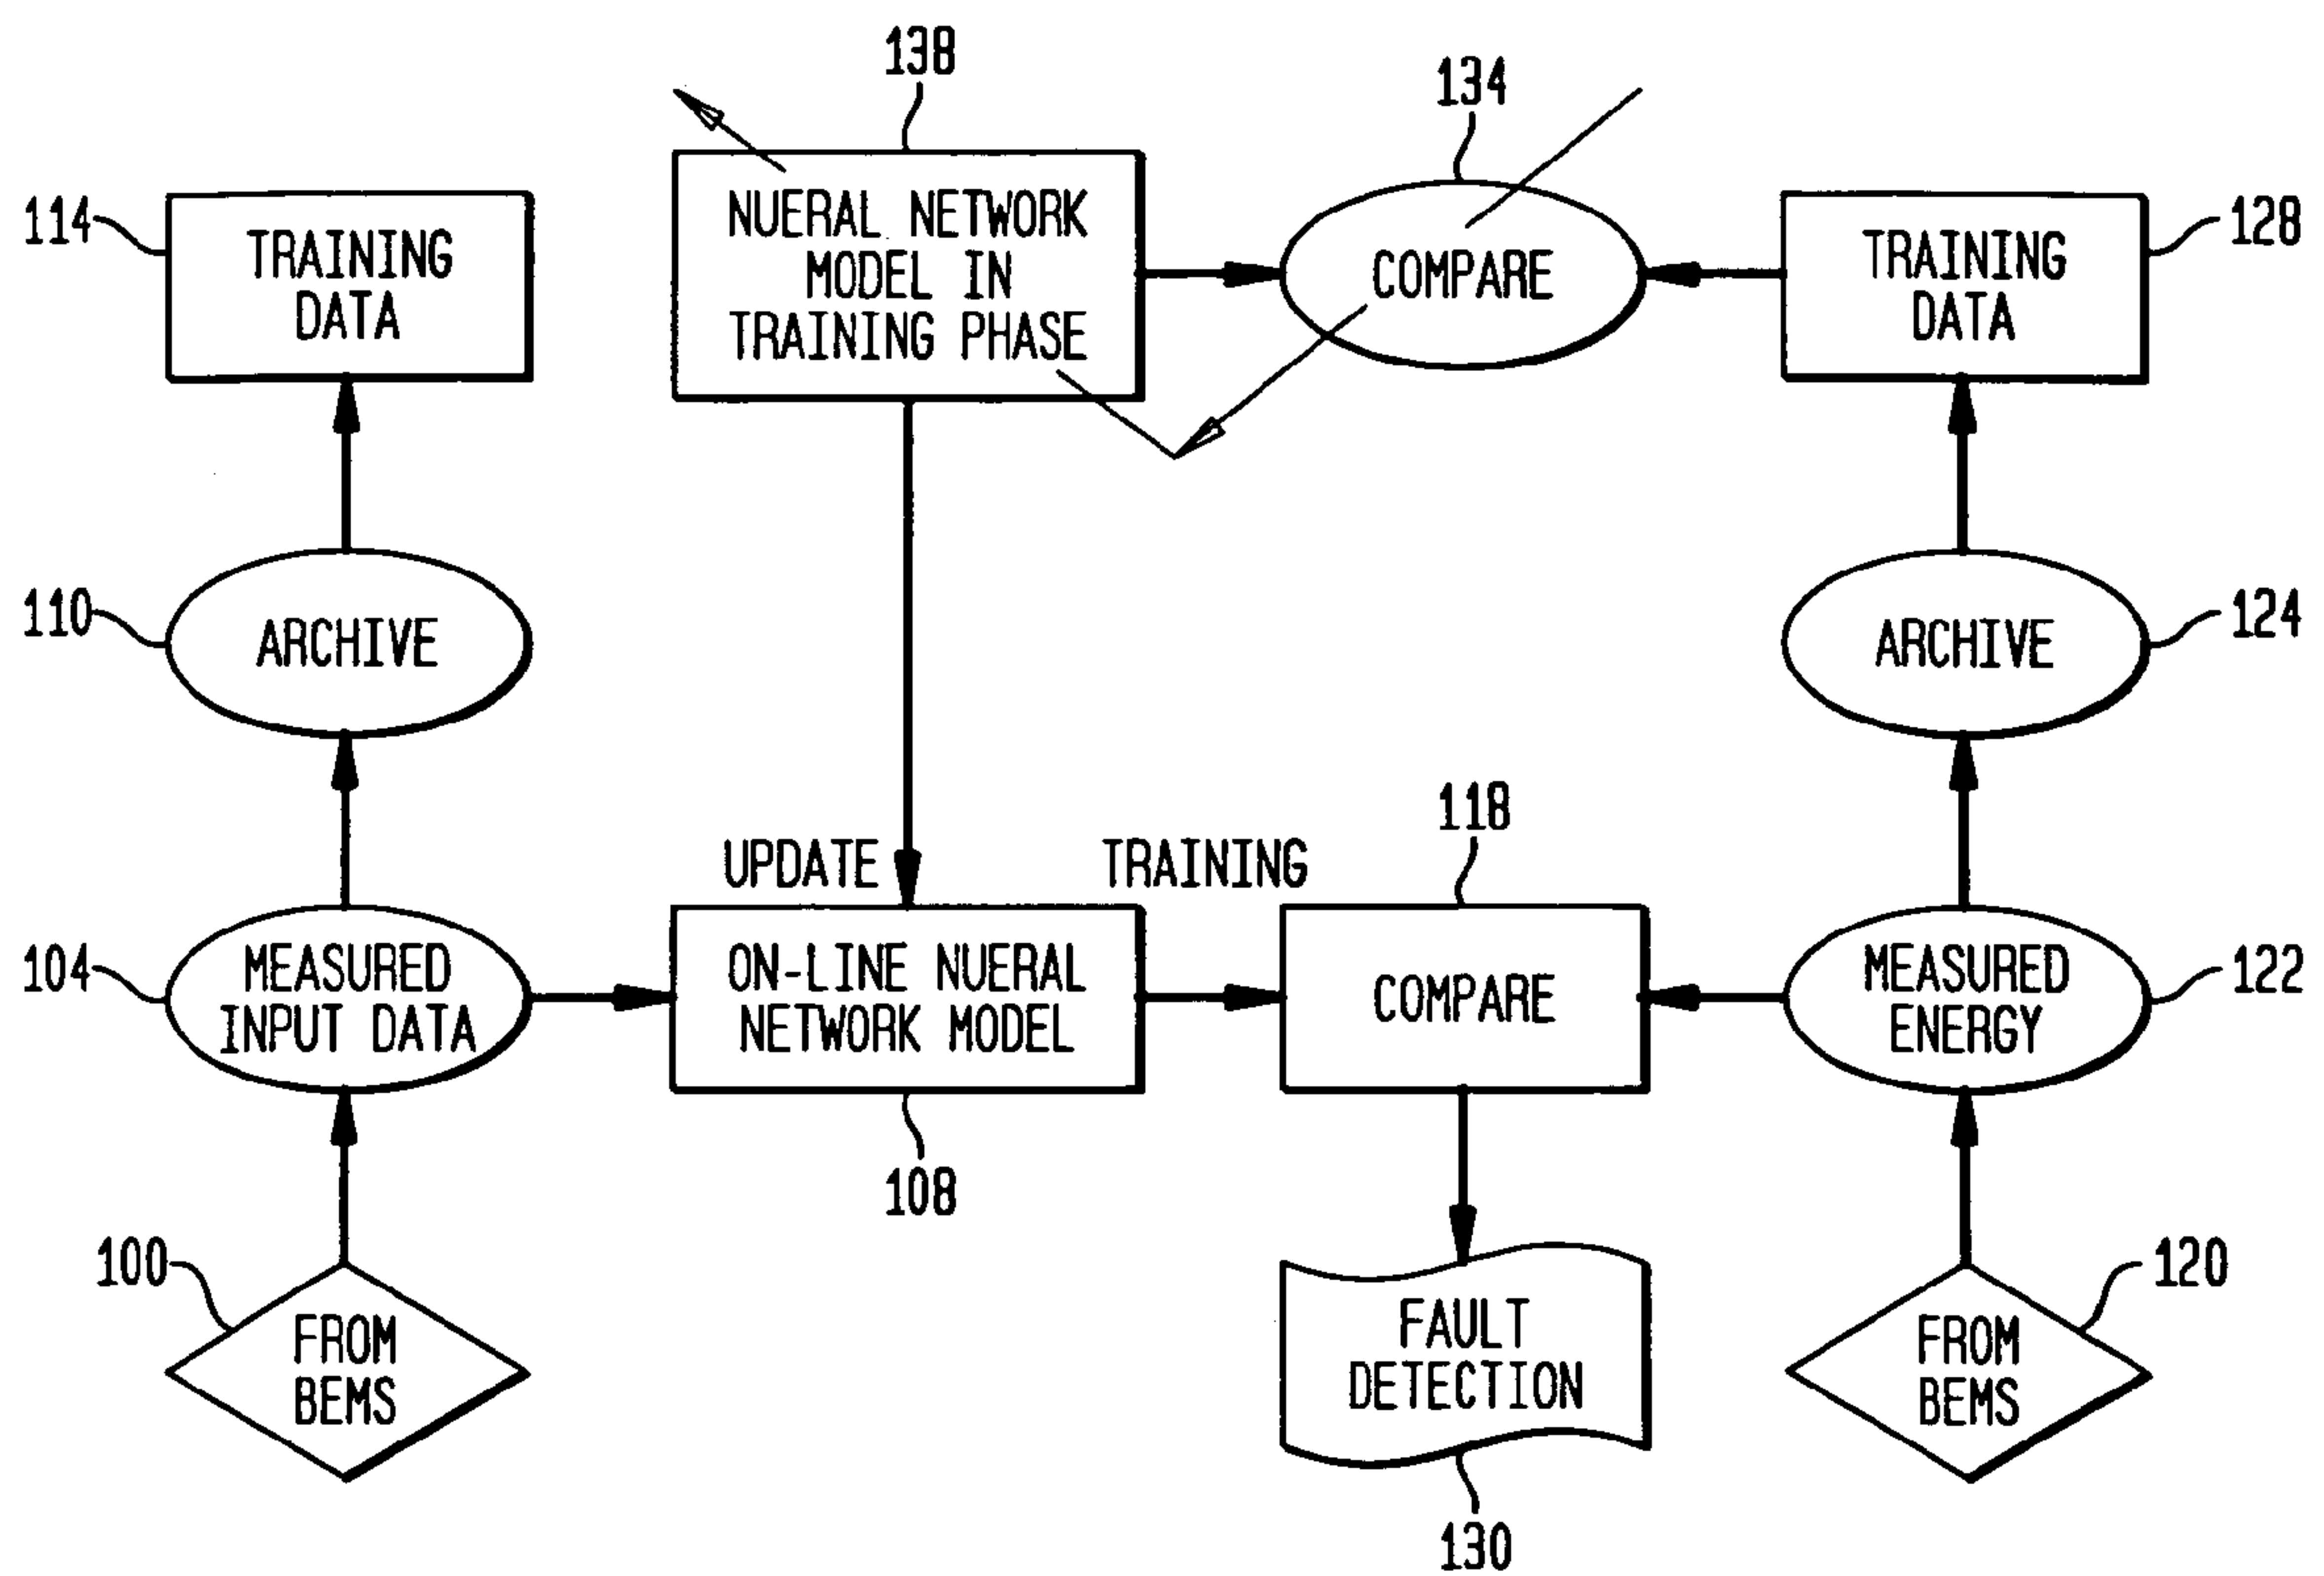 138
134
114
TRAINING
DATA
NUERAL NETWORK
MODEL IN
TRAINING PHASE
COMPARE
TRAINING
DATA
128
110
ARCHIVE
ARCHIVE
124
118
UPDATE
TRAINING
104
MEASURED
INPUT DATA
ON-LINE NUERAL
NETWORK MODEL
COMPARE
MEASURED
ENERGY
122
108
100
FROM
BEMS
FAULT
DETECTION
FROM
BEMS
120
130